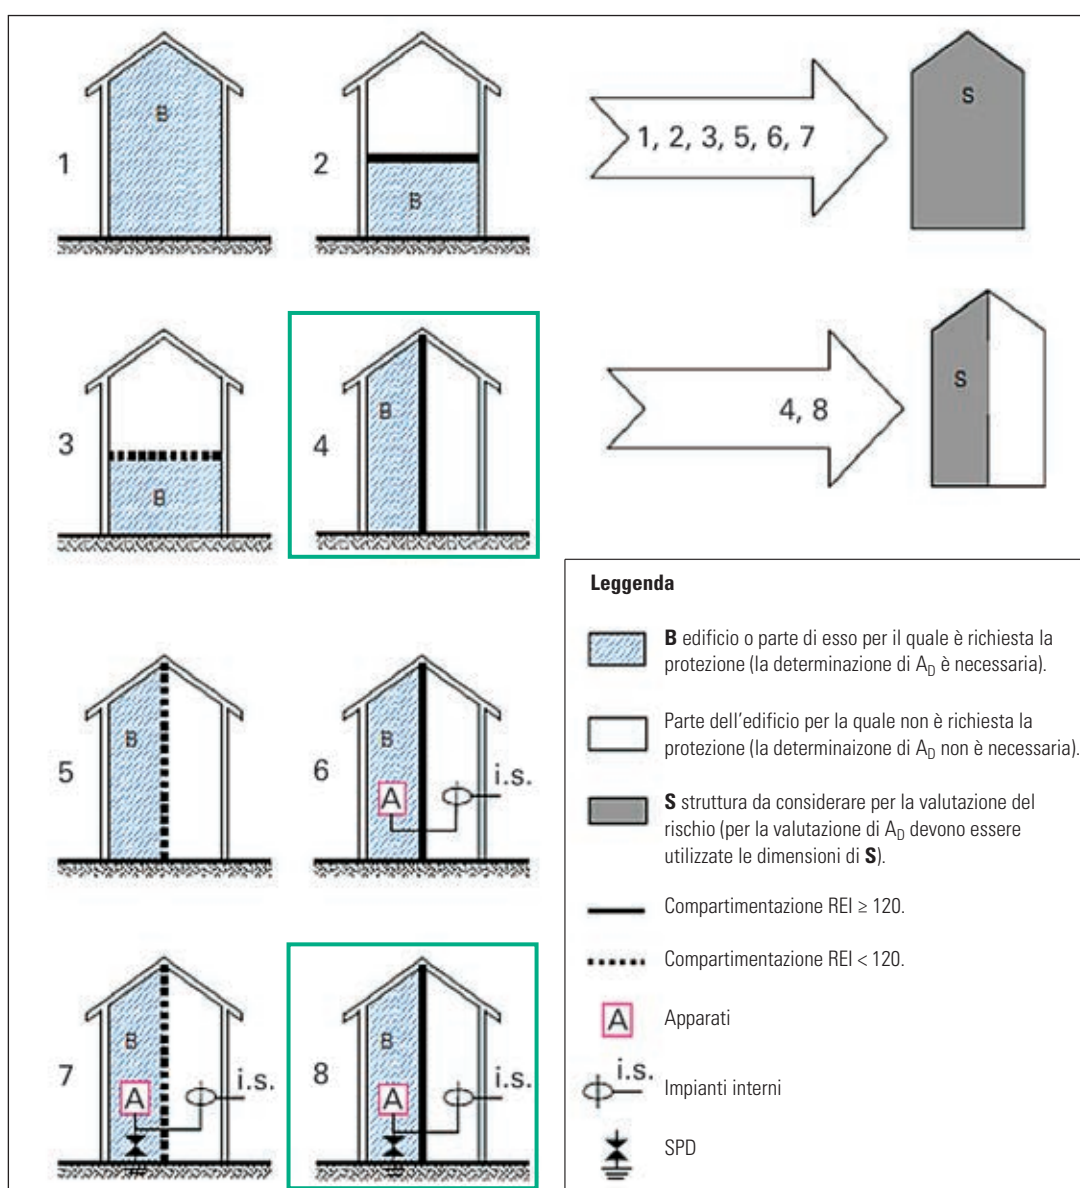 1
B
2
B
1, 2, 3, 5, 6, 7
S
3
B
4
B
4, 8
S
5
B
6
B
A
i.s.
7
B
A
i.s.
8
B
A
i.s.
Leggenda
B edificio o parte di esso per il quale è richiesta la
protezione (la determinazione di AD è necessaria).
Parte dell'edificio per la quale non è richiesta la
protezione (la determinaizone di AD non è necessaria).
S struttura da considerare per la valutazione del
rischio (per la valutazione di AD devono essere
utilizzate le dimensioni di S).
Compartimentazione REI ≥ 120.
Compartimentazione REI < 120.
A
Apparati
i.s.
Impianti interni
SPD